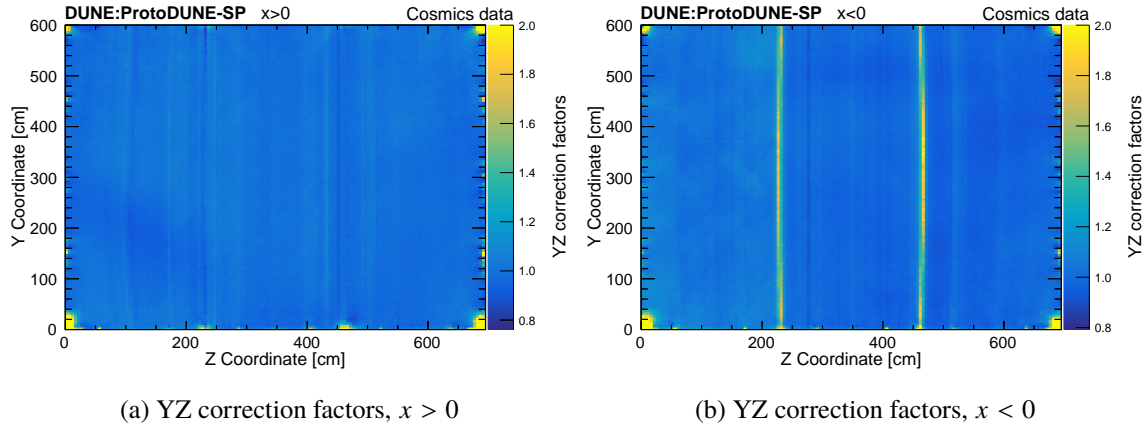 DUNE:ProtoDUNE-SP x>0 Cosmics data
600
500
400
300
200
100
0
0 200 400 600
Z Coordinate [cm]
Y Coordinate [cm]
2.0
1.8
1.6
1.4
1.2
1.0
0.8
YZ correction factors
DUNE:ProtoDUNE-SP x<0 Cosmics data
600
500
400
300
200
100
0
0 200 400 600
Z Coordinate [cm]
Y Coordinate [cm]
2.0
1.8
1.6
1.4
1.2
1.0
0.8
YZ correction factors
(a) YZ correction factors, x > 0
(b) YZ correction factors, x < 0